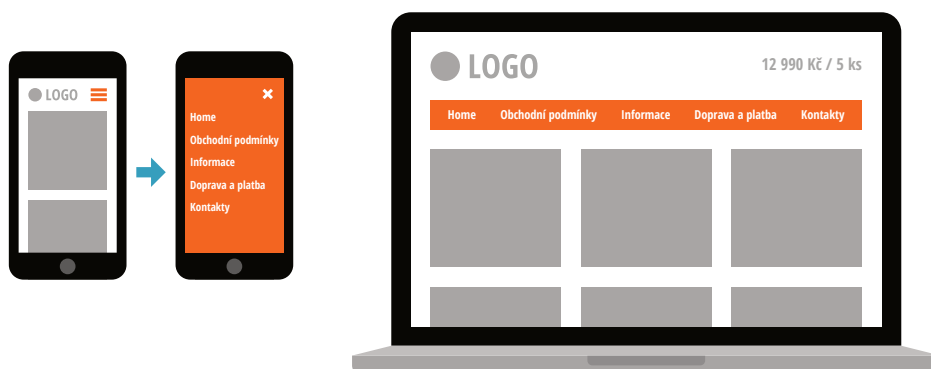 LOGO
Home
Obchodní podmínky
Informace
Doprava a platba
Kontakty
LOGO
12 990 Kč / 5 ks
Home Obchodní podmínky Informace Doprava a platba Kontakty